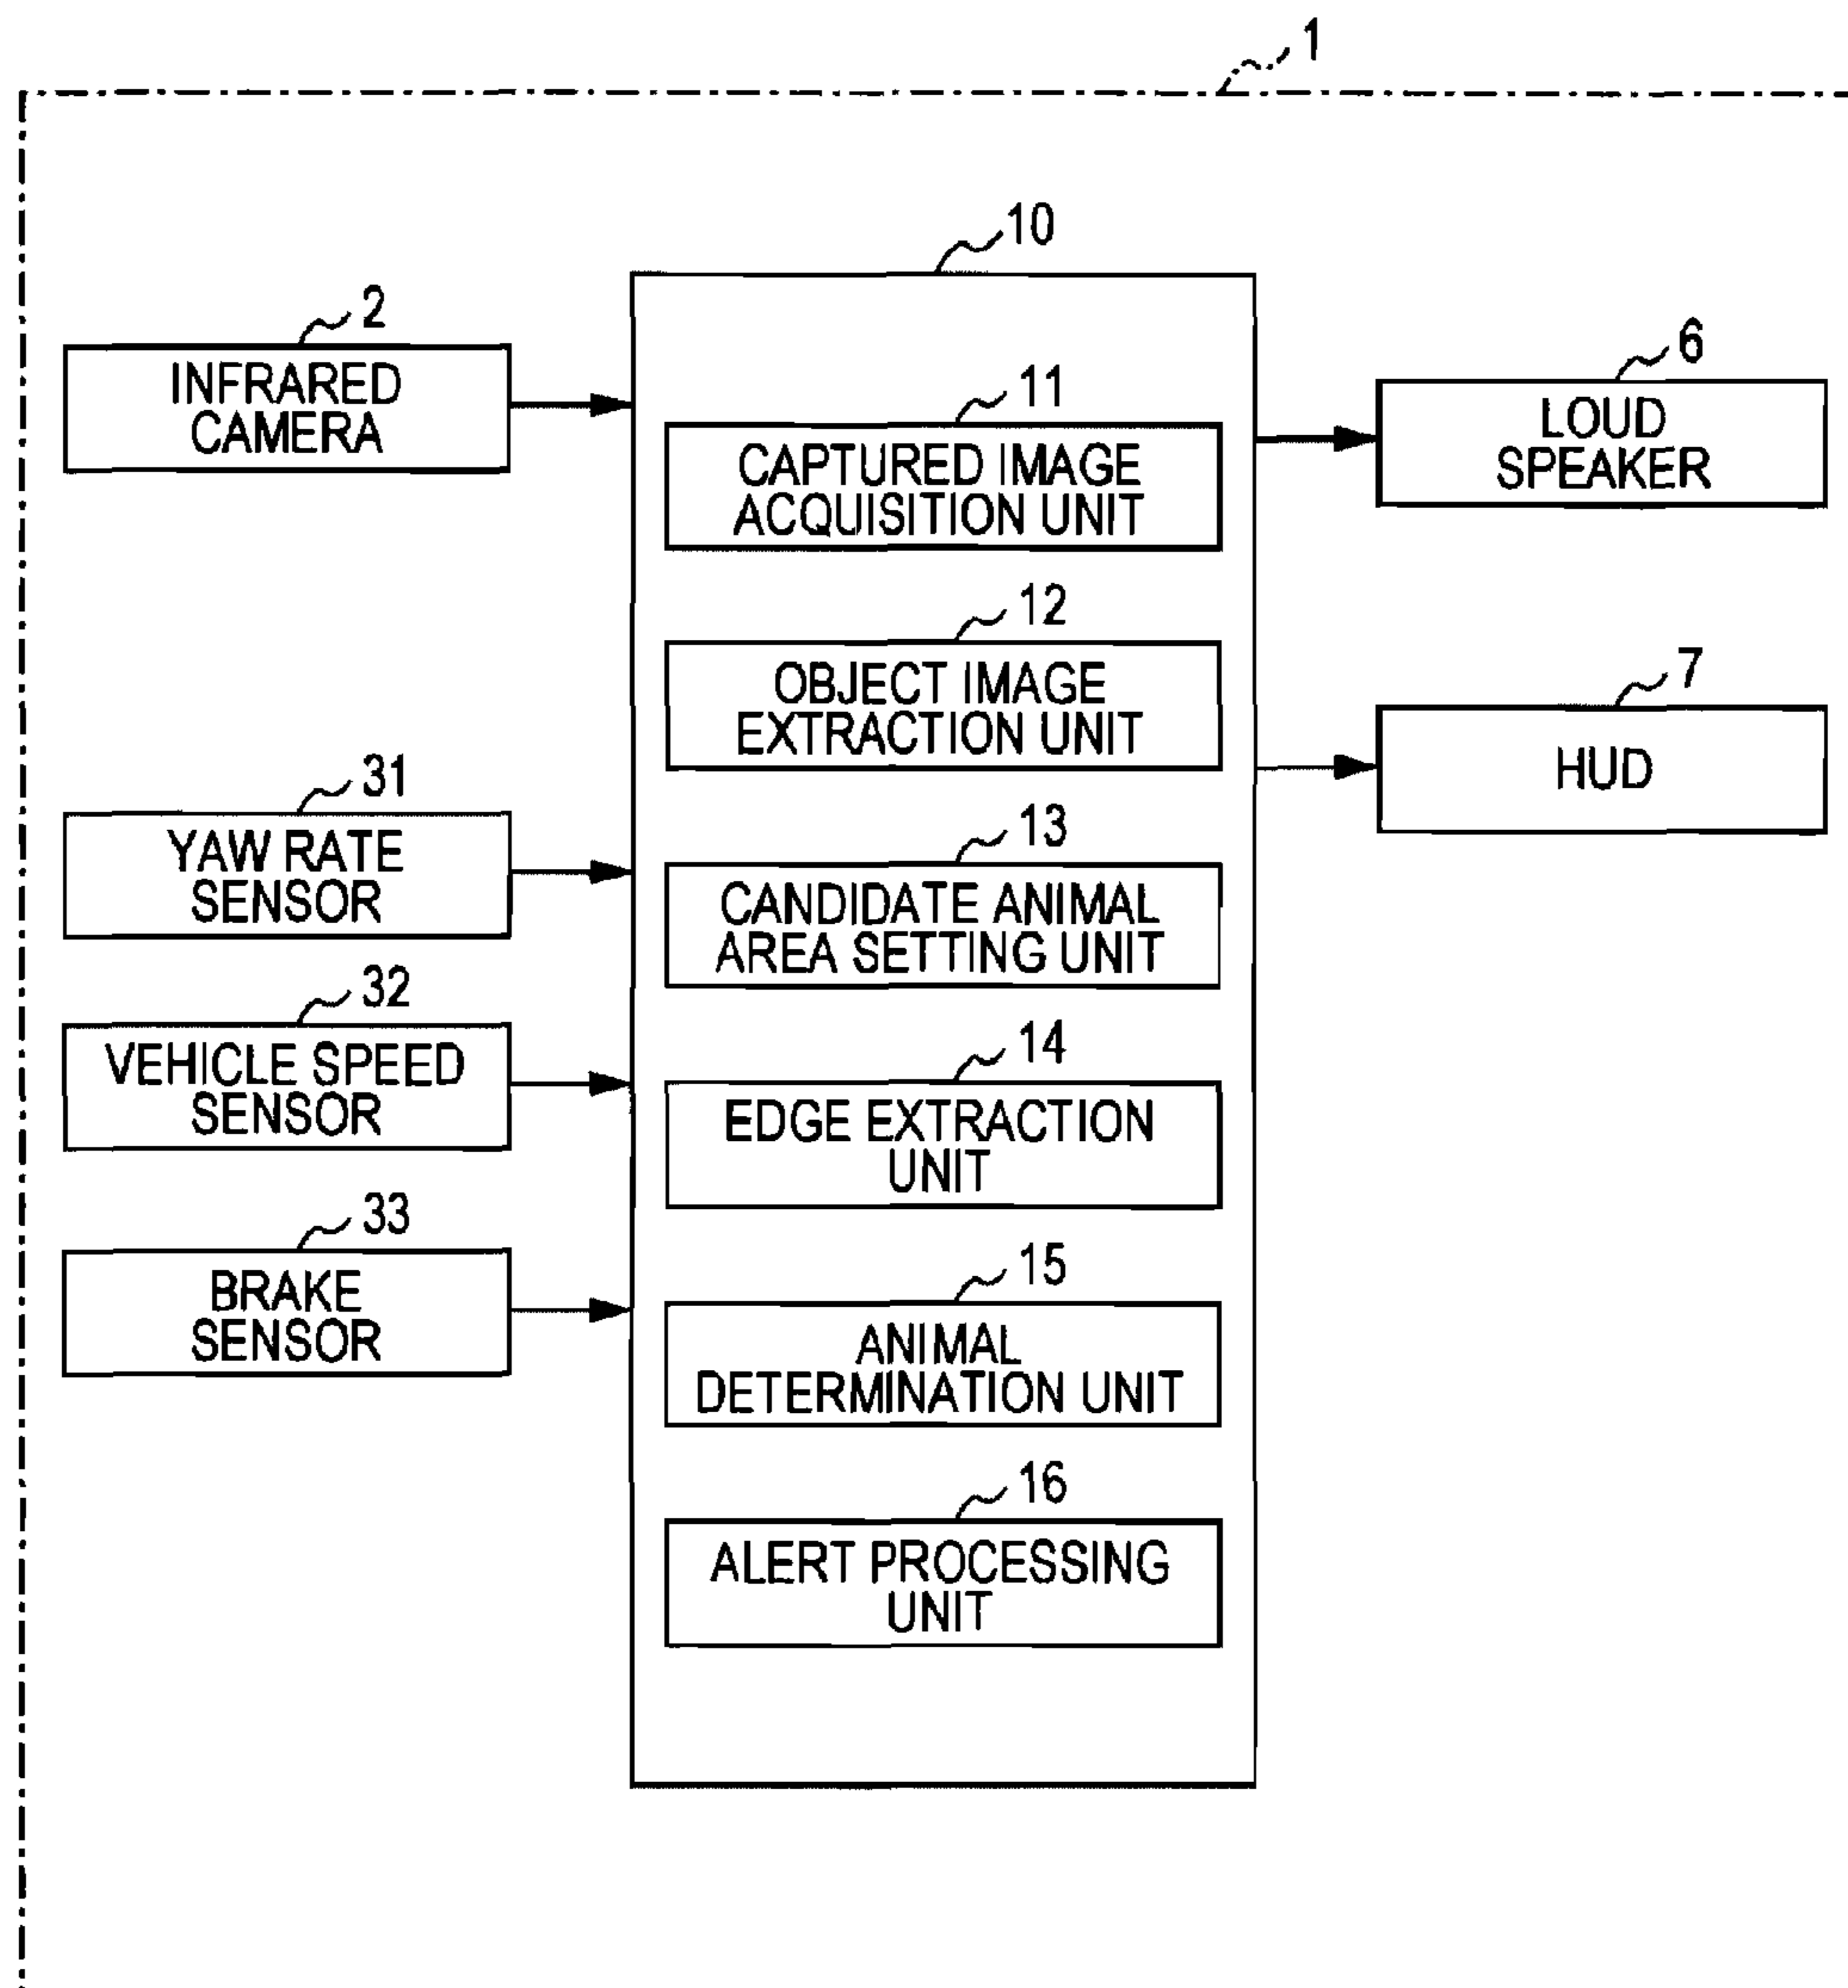 1
10
2
INFRARED
CAMERA
31
YAW RATE
SENSOR
32
VEHICLE SPEED
SENSOR
33
BRAKE
SENSOR
11
CAPTURED IMAGE
ACQUISITION UNIT
12
OBJECT IMAGE
EXTRACTION UNIT
13
CANDIDATE ANIMAL
AREA SETTING UNIT
14
EDGE EXTRACTION
UNIT
15
ANIMAL
DETERMINATION UNIT
16
ALERT PROCESSING
UNIT
6
LOUD
SPEAKER
7
HUD